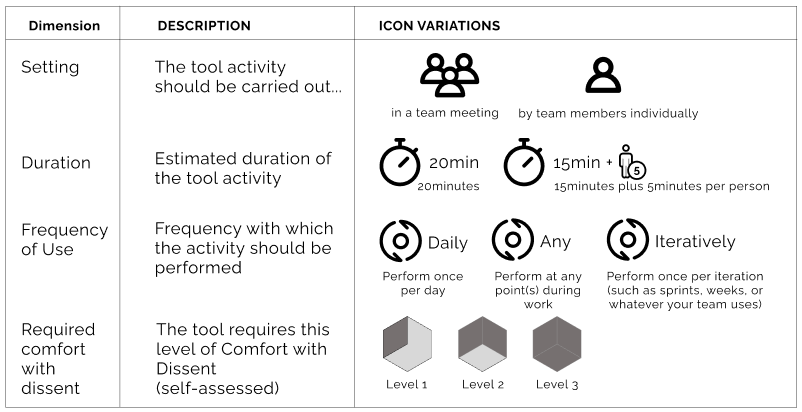 Dimension
DESCRIPTION
ICON VARIATIONS
Setting
The tool activity
should be carried out...
in a team meeting
by team members individually
Duration
Estimated duration of
the tool activity
20min
20minutes
15min +
5
15minutes plus 5minutes per person
Frequency
of Use
Frequency with which
the activity should be
performed
Daily
Perform once
per day
Any
Perform at any
point(s) during
work
Iteratively
Perform once per iteration
(such as sprints, weeks, or
whatever your team uses)
Required
comfort
with
dissent
The tool requires this
level of Comfort with
Dissent
(self-assessed)
Level 1
Level 2
Level 3